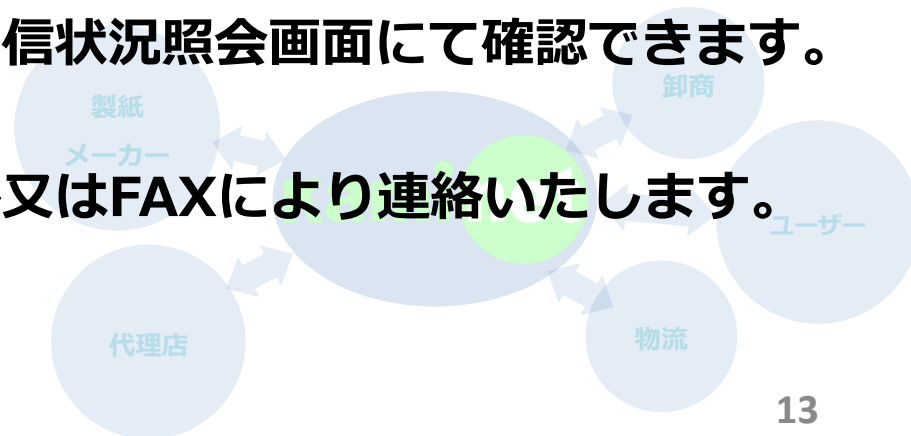 信状況照会画面にて確認できます。
卸商
製紙
メーカー
又はFAXにより連絡いたします。
ユーザー
代理店
物流
13